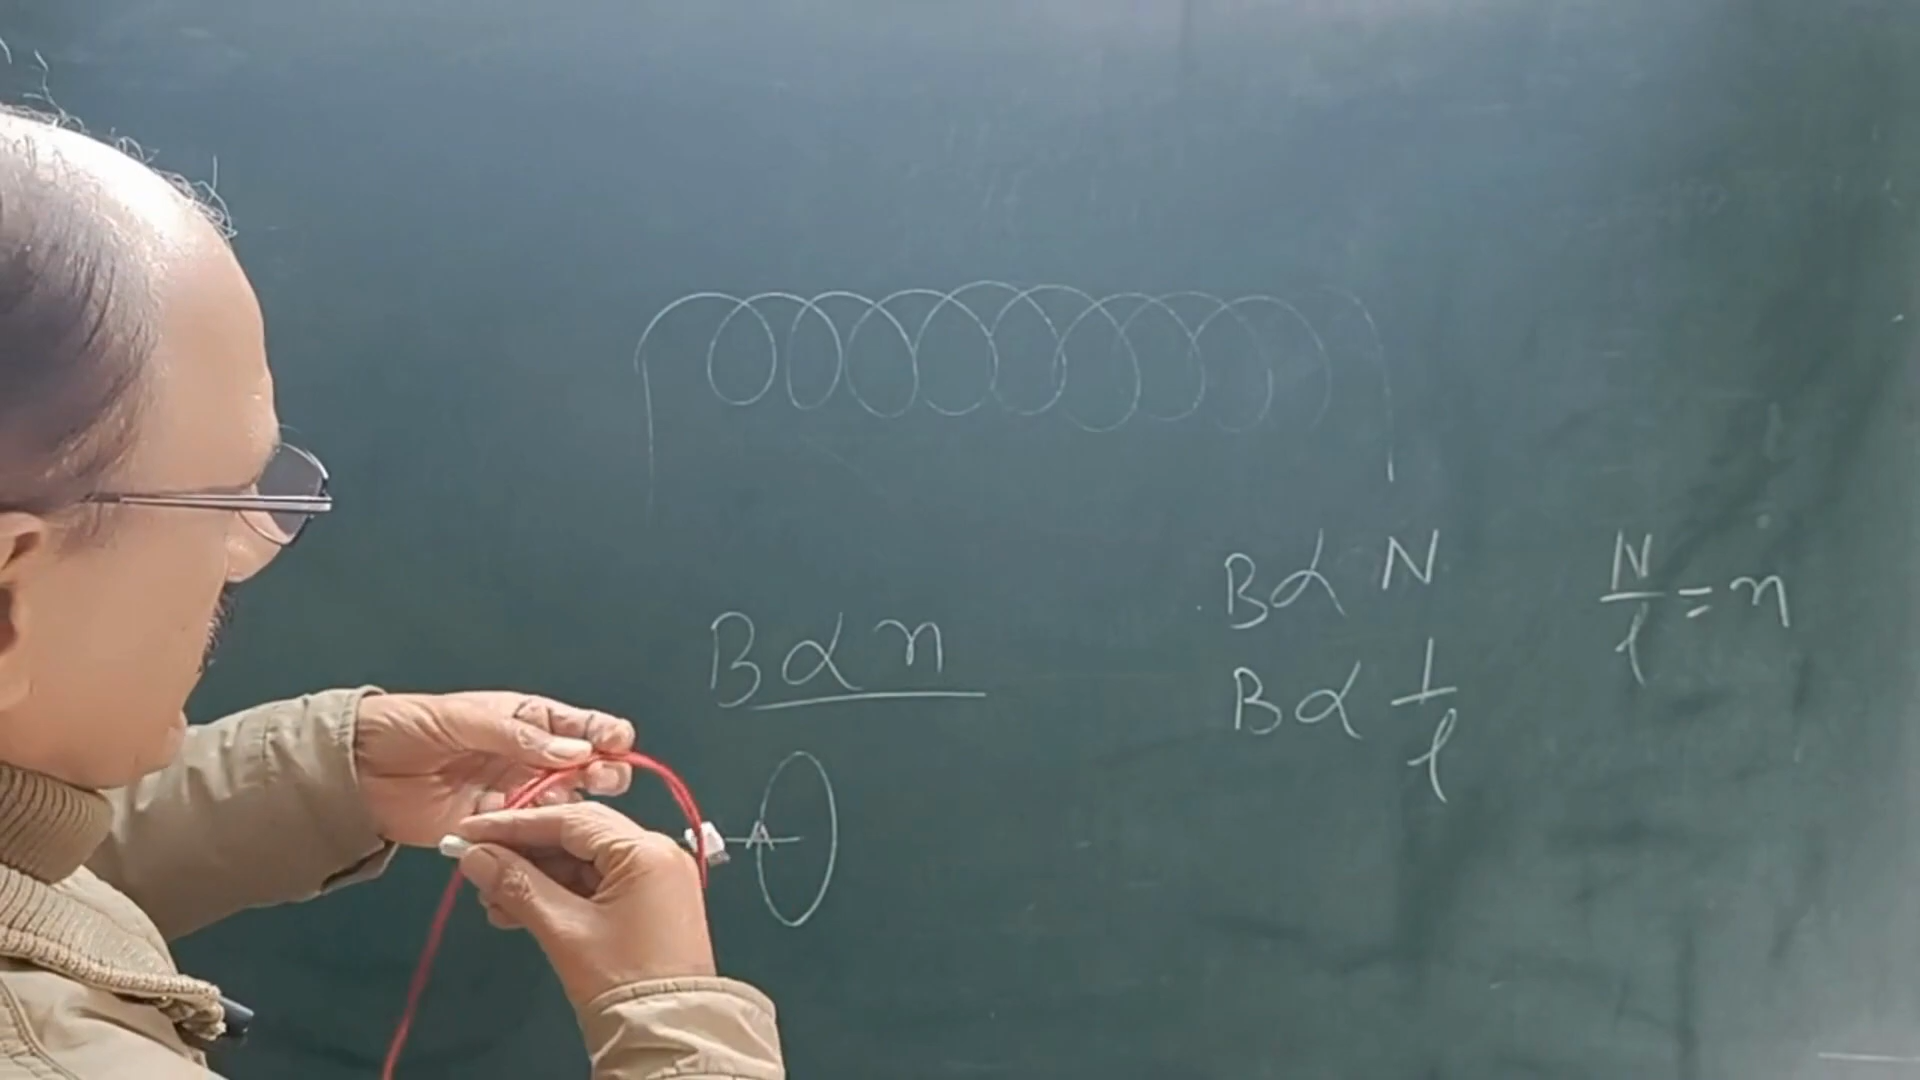 B ∝ n
B ∝ N
B ∝ 1/l
N/l = n